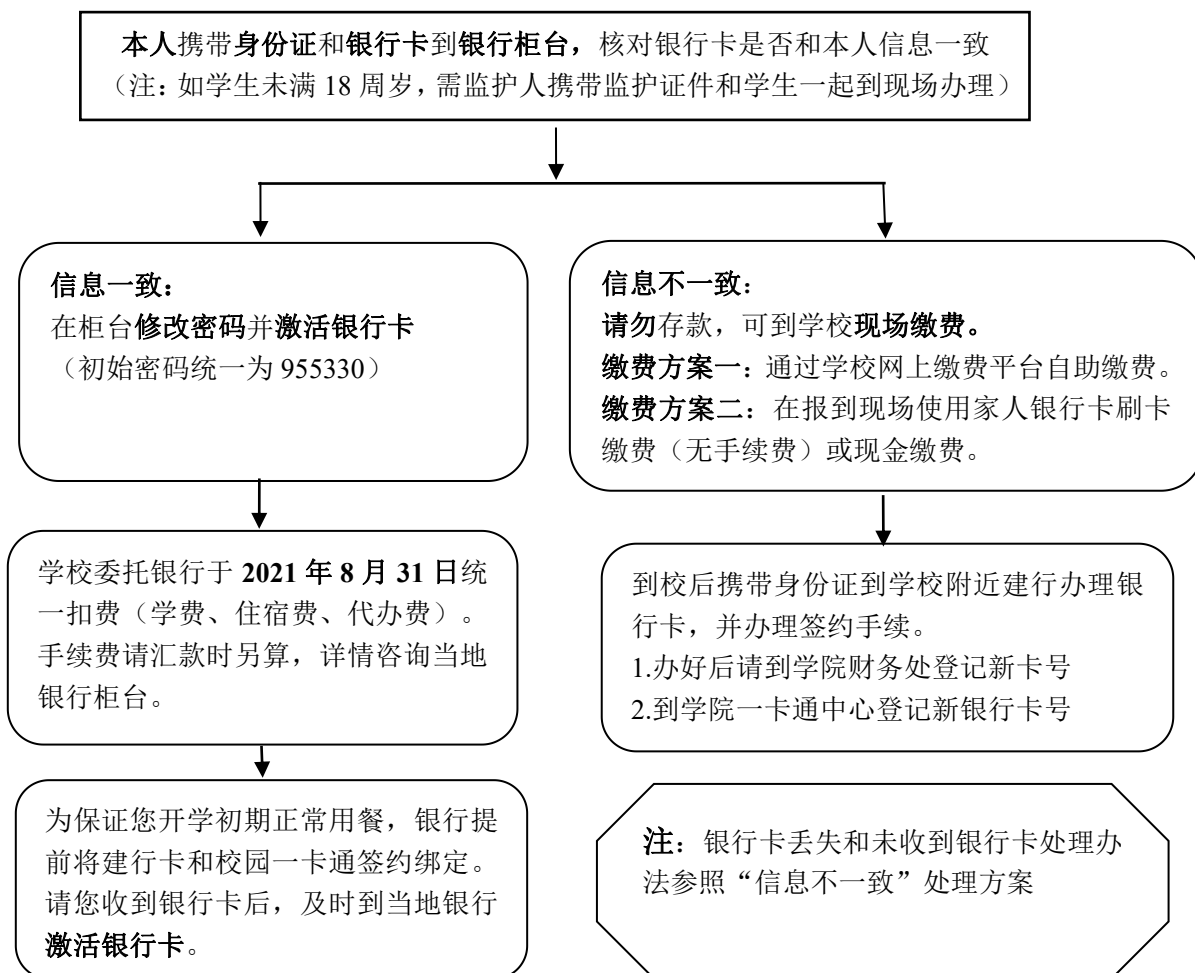 本人携带身份证和银行卡到银行柜台，核对银行卡是否和本人信息一致
（注：如学生未满 18 周岁，需监护人携带监护证件和学生一起到现场办理）
信息一致：
在柜台修改密码并激活银行卡
（初始密码统一为 955330）
信息不一致：
请勿存款，可到学校现场缴费。
缴费方案一：通过学校网上缴费平台自助缴费。
缴费方案二：在报到现场使用家人银行卡刷卡
缴费（无手续费）或现金缴费。
学校委托银行于 2021 年 8 月 31 日统
一扣费（学费、住宿费、代办费）。
手续费请汇款时另算，详情咨询当地
银行柜台。
到校后携带身份证到学校附近建行办理银
行卡，并办理签约手续。
1.办好后请到学院财务处登记新卡号
2.到学院一卡通中心登记新银行卡号
为保证您开学初期正常用餐，银行提
前将建行卡和校园一卡通签约绑定。
请您收到银行卡后，及时到当地银行
激活银行卡。
注：银行卡丢失和未收到银行卡处理办
法参照“信息不一致”处理方案